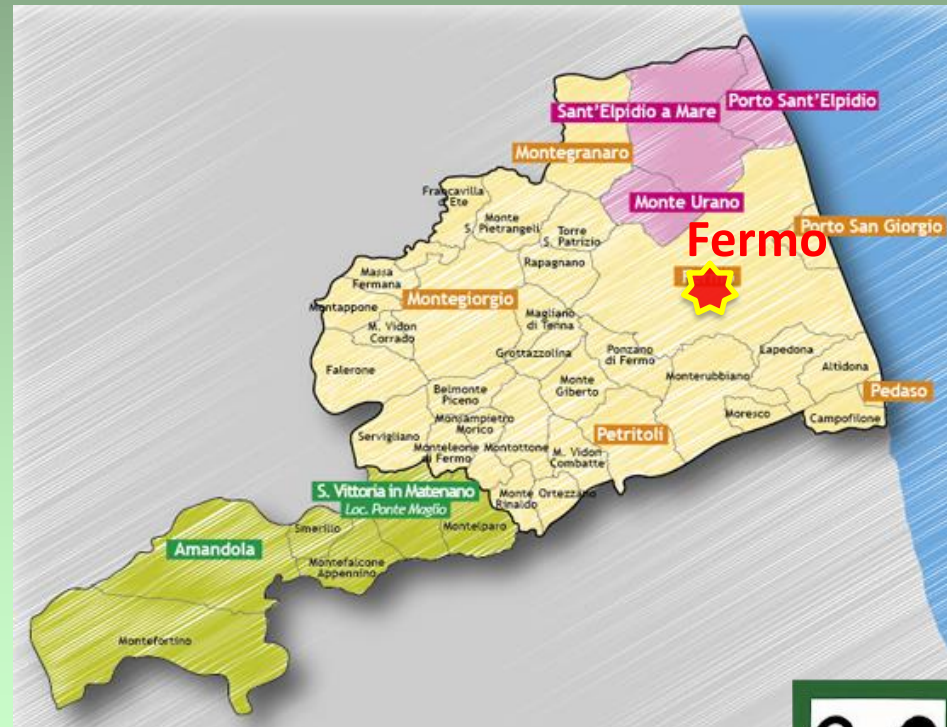 Porto Sant'Elpidio
Sant'Elpidio a Mare
Montegranaro
Francavilla
d'Ete
Monte Urano
Monte
S. Pietrangeli
Torre
S. Patrizio
Porto San Giorgio
Fermo
Rapagnano
Massa
Fermana
Montegiorgio
Montappone
Magliano
di Tenna
M. Vidon
Corrado
Grottazzolina
Ponzano
di Fermo
Lapedona
Falerone
Monte
Giberto
Monterubbiano
Altidona
Belmonte
Piceno
Pedaso
Monsampietro
Morico
Moresco
Campofilone
Servigliano
Petritoli
Monteleone
di Fermo
Montottone
M. Vidon
Combatte
S. Vittoria in Matenano
Loc. Ponte Maglio
Monte
Rinaldo
Ortezzano
Smerillo
Montelparo
Amandola
Montefalcone
Appennino
Montefortino